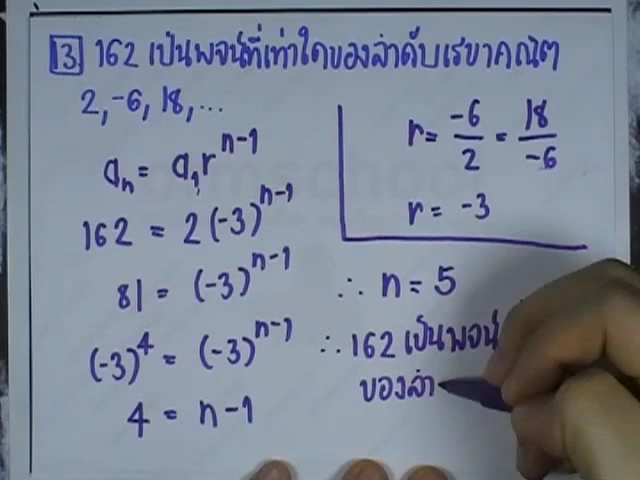 13 162 เป็นพจน์ที่เท่าใดของลำดับเรขาคณิต
2, -6, 18, ...
aₙ = a₁rⁿ⁻¹
162 = 2(-3)ⁿ⁻¹
81 = (-3)ⁿ⁻¹
(-3)⁴ = (-3)ⁿ⁻¹
4 = n-1
r = -6/2 = 18/-6
r = -3
∴ n = 5
∴ 162 เป็นพจน์
ของลำ